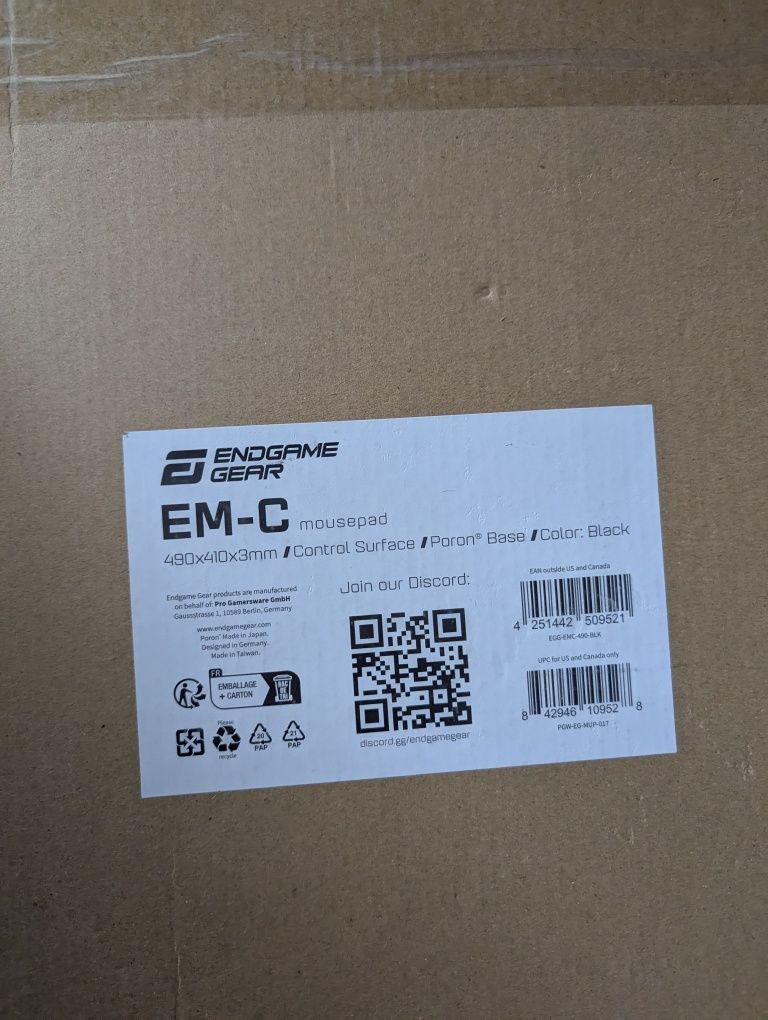 ENDGAME
GEAR
EM-C mousepad
490x410x3mm / Control Surface / Poron® Base / Color: Black
Endgame Gear products are manufactured
on behalf of: Pro Gamersware GmbH
Gaussstrasse 1, 10589 Berlin, Germany
www.endgamegear.com
Poron® Made in Japan.
Designed in Germany.
Made in Taiwan.
FR
EMBALLAGE
+ CARTON
BAC
DE
TRI
Please
recycle
20
PAP
21
PAP
Join our Discord:
discord.gg/endgamegear
EAN outside US and Canada
4 251442 509521
EGG-EMC-490-BLK
UPC for US and Canada only
8 42946 10952 8
PGW-EG-MUP-017